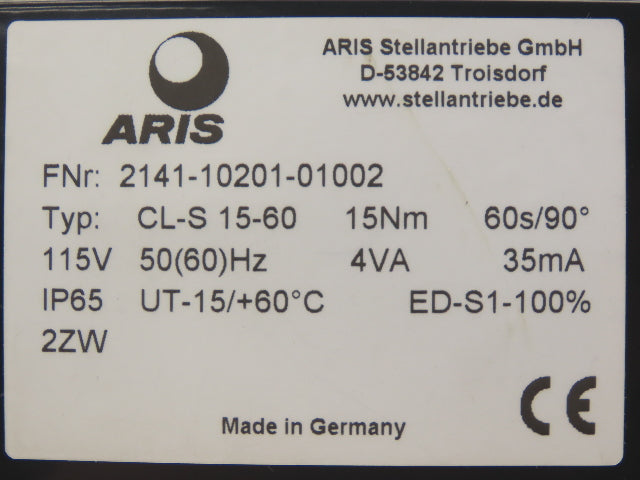 ARIS Stellantriebe GmbH
D-53842 Troisdorf
www.stellantriebe.de
ARIS
FNr: 2141-10201-01002
Typ: CL-S 15-60 15Nm 60s/90°
115V 50(60)Hz 4VA 35mA
IP65 UT-15/+60°C ED-S1-100%
2ZW
Made in Germany
CE